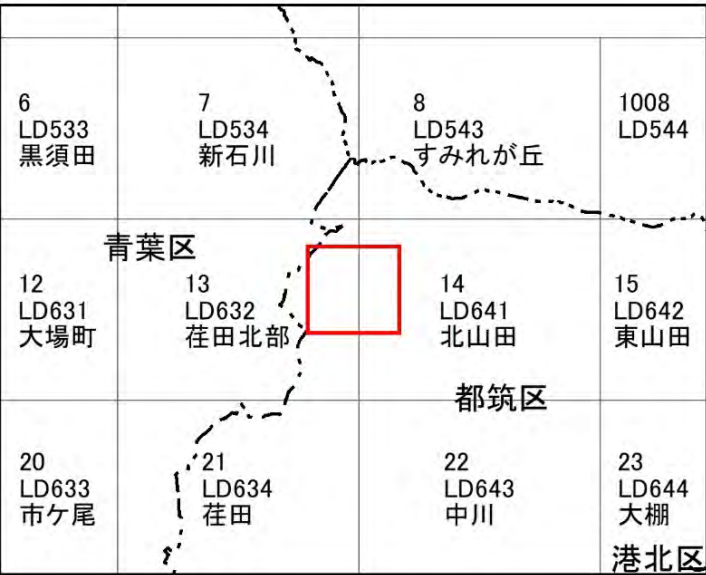 6
LD533
黒須田
7
LD534
新石川
8
LD543
すみれが丘
1008
LD544
青葉区
12
LD631
大場町
13
LD632
荏田北部
14
LD641
北山田
15
LD642
東山田
都筑区
20
LD633
市ケ尾
21
LD634
荏田
22
LD643
中川
23
LD644
大棚
港北区